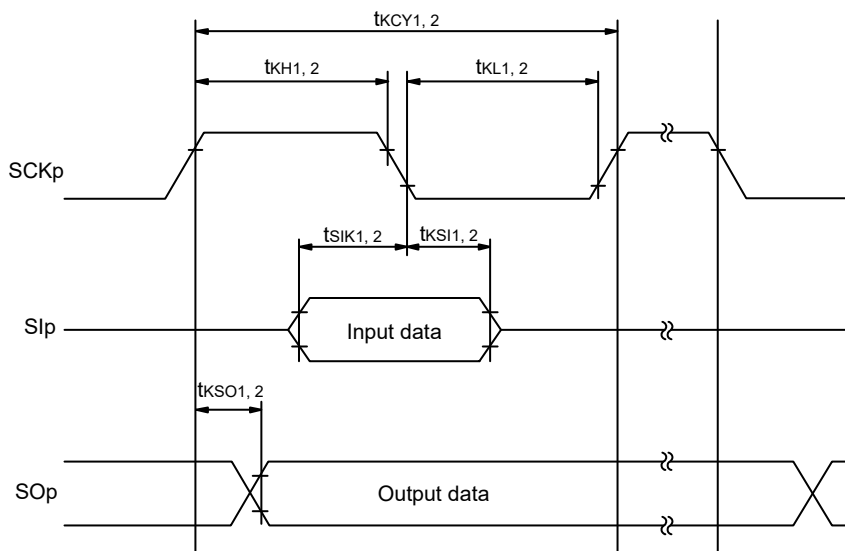 tKCY1, 2
tKH1, 2
tKL1, 2
SCKp
tSIK1, 2
tKSI1, 2
SIp
Input data
tKSO1, 2
SOp
Output data